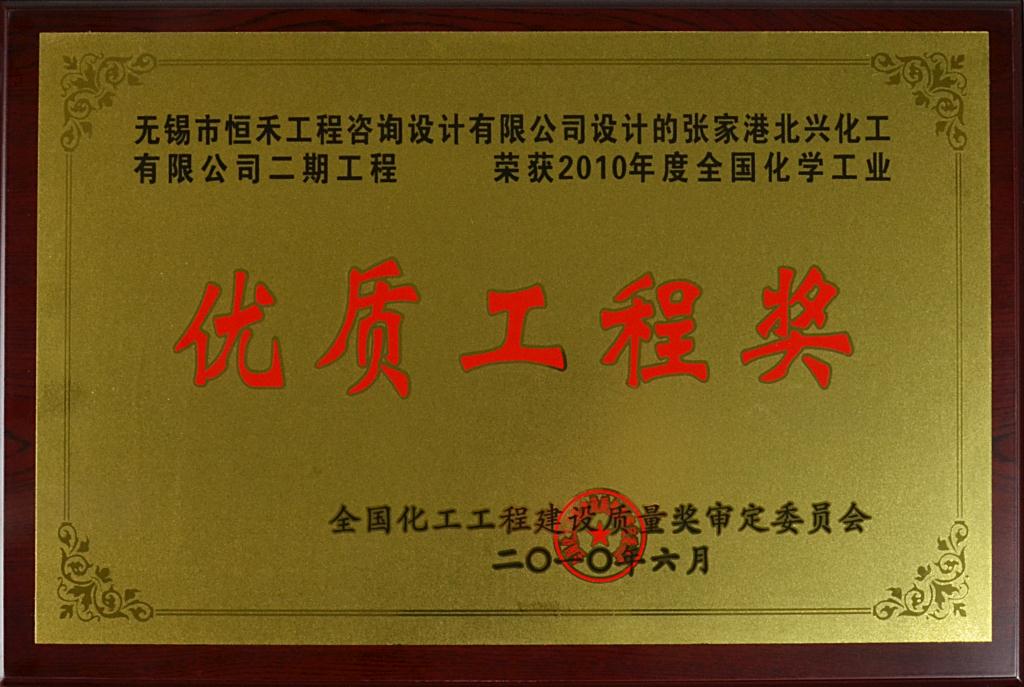 无锡市恒禾工程咨询设计有限公司设计的张家港北兴化工
有限公司二期工程 荣获2010年度全国化学工业
优质工程奖
全国化工工程建设质量奖审定委员会
二〇一〇年六月